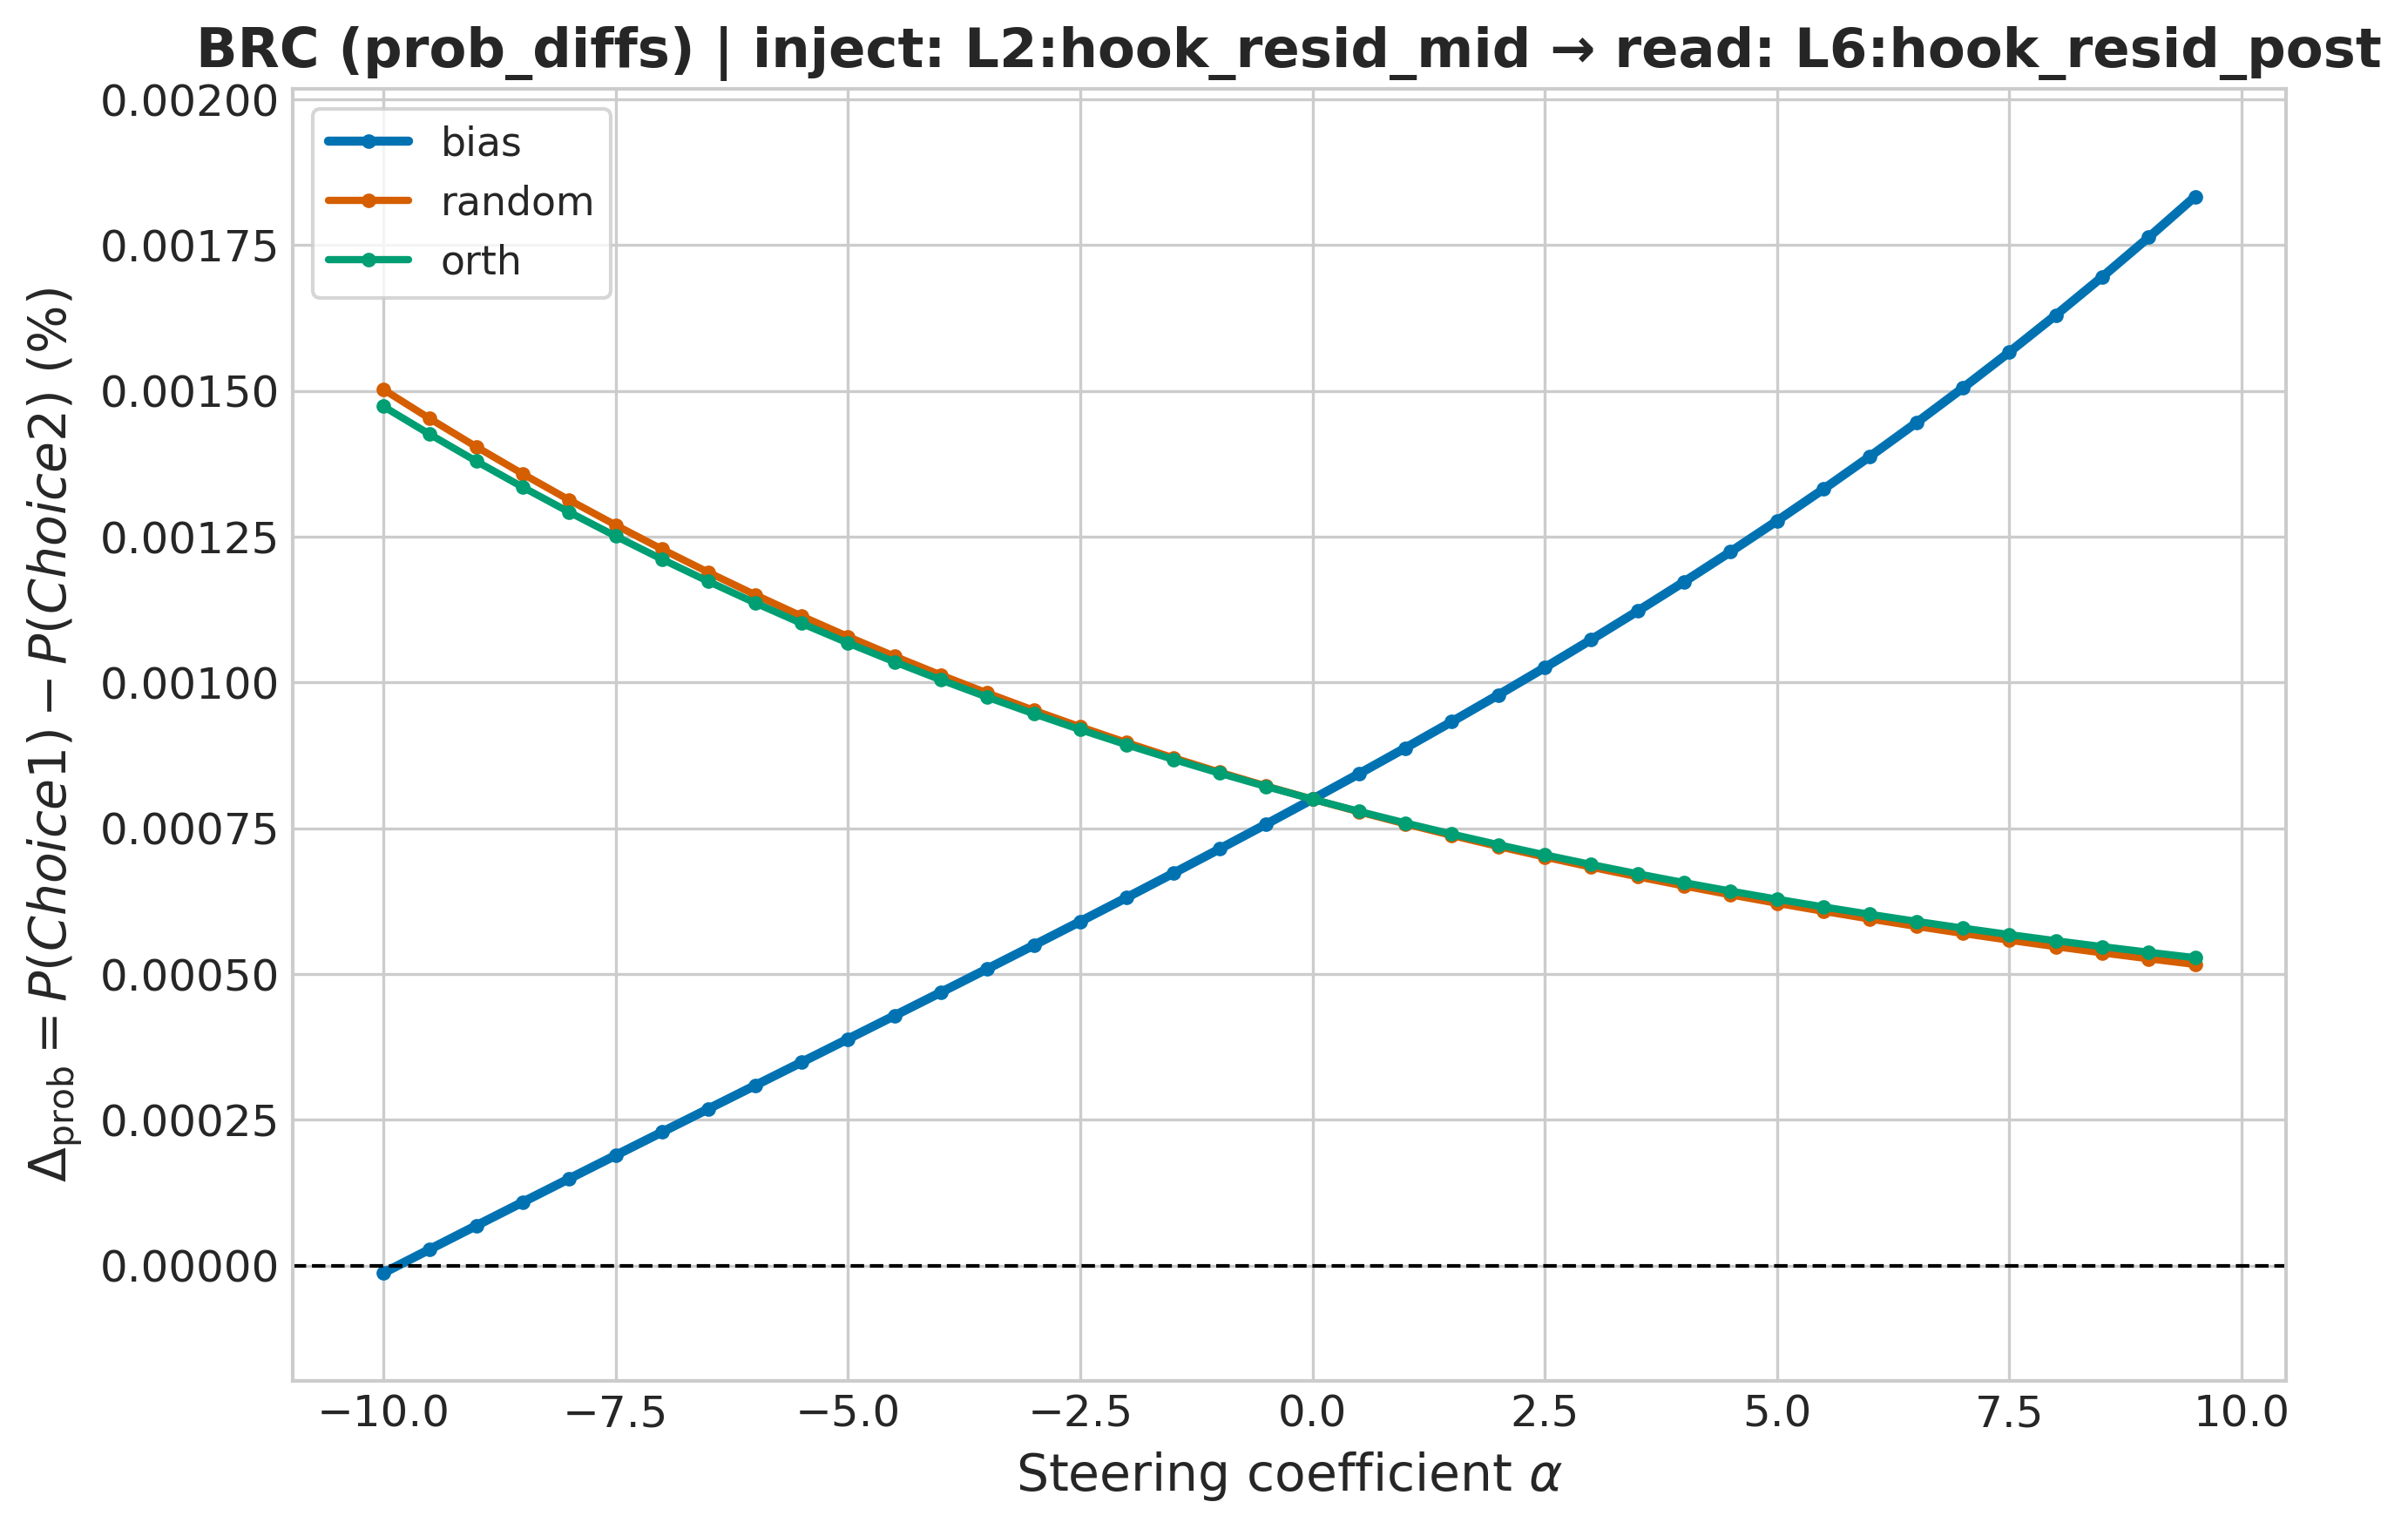 BRC (prob_diffs) | inject: L2:hook_resid_mid → read: L6:hook_resid_post
bias
random
orth
Δprob = P(Choice1) − P(Choice2) (%)
0.00200
0.00175
0.00150
0.00125
0.00100
0.00075
0.00050
0.00025
0.00000
−10.0 −7.5 −5.0 −2.5 0.0 2.5 5.0 7.5 10.0
Steering coefficient α